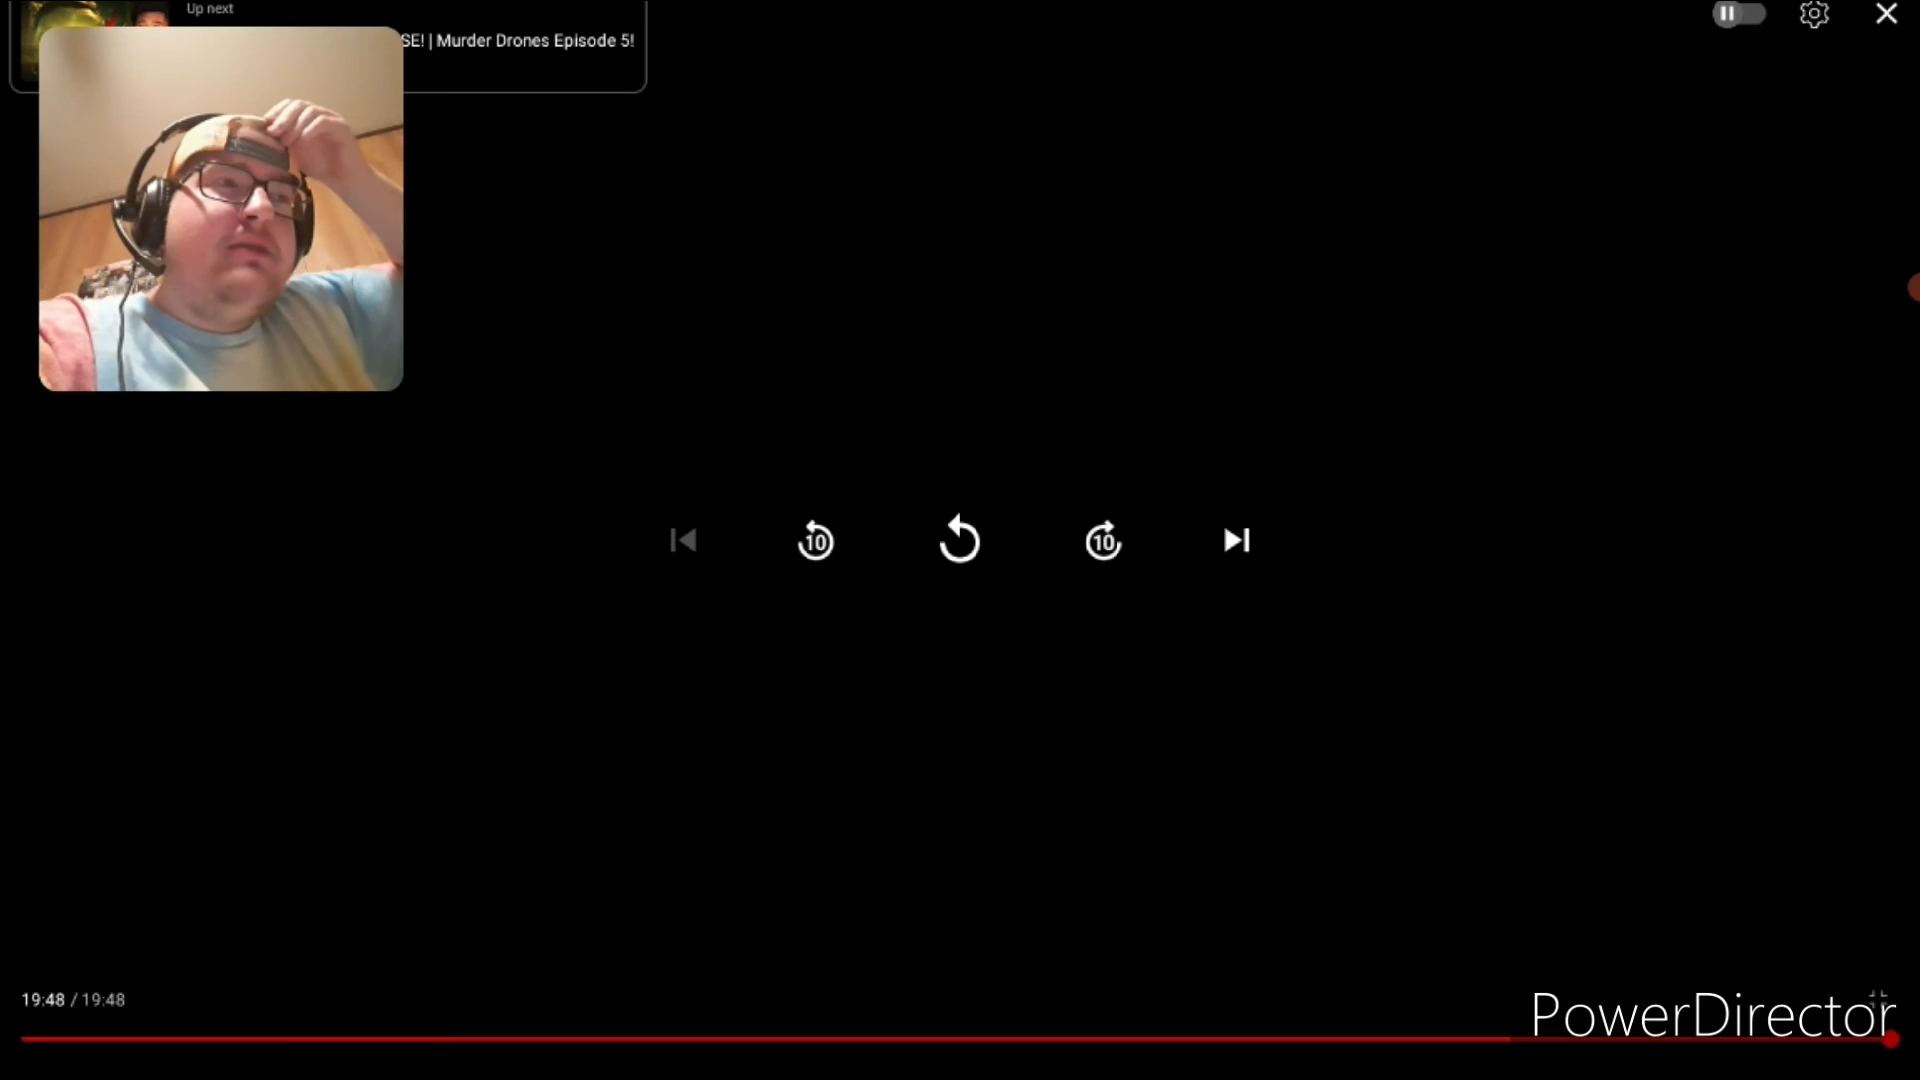 Up next
SE! | Murder Drones Episode 5!
10
10
19:48 / 19:48
PowerDirector